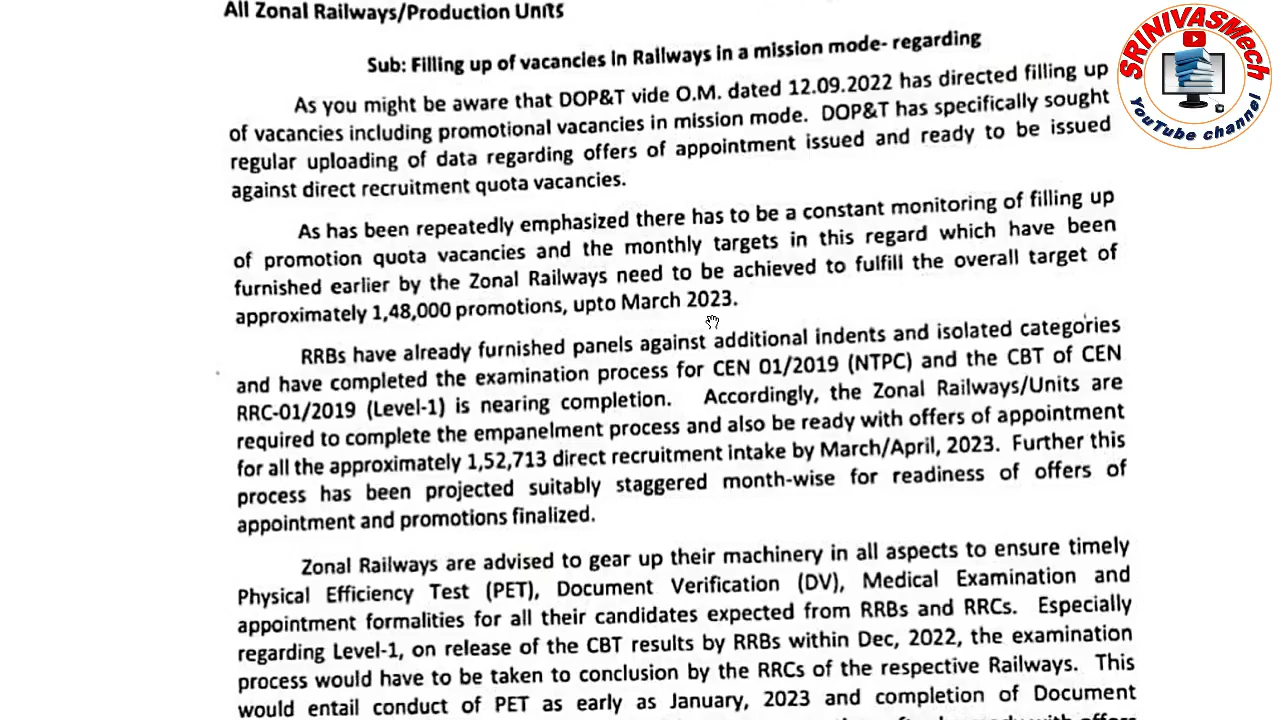 All Zonal Railways/Production Units
Sub: Filling up of vacancies In Railways in a mission mode- regarding
As you might be aware that DOP&T vide O.M. dated 12.09.2022 has directed filling up
of vacancies including promotional vacancies in mission mode. DOP&T has specifically sought
regular uploading of data regarding offers of appointment issued and ready to be issued
against direct recruitment quota vacancies.
As has been repeatedly emphasized there has to be a constant monitoring of filling up
of promotion quota vacancies and the monthly targets in this regard which have been
furnished earlier by the Zonal Railways need to be achieved to fulfill the overall target of
approximately 1,48,000 promotions, upto March 2023.
RRBs have already furnished panels against additional indents and isolated categories
and have completed the examination process for CEN 01/2019 (NTPC) and the CBT of CEN
RRC-01/2019 (Level-1) is nearing completion. Accordingly, the Zonal Railways/Units are
required to complete the empanelment process and also be ready with offers of appointment
for all the approximately 1,52,713 direct recruitment intake by March/April, 2023. Further this
process has been projected suitably staggered month-wise for readiness of offers of
appointment and promotions finalized.
Zonal Railways are advised to gear up their machinery in all aspects to ensure timely
Physical Efficiency Test (PET), Document Verification (DV), Medical Examination and
appointment formalities for all their candidates expected from RRBs and RRCs. Especially
regarding Level-1, on release of the CBT results by RRBs within Dec, 2022, the examination
process would have to be taken to conclusion by the RRCs of the respective Railways. This
would entail conduct of PET as early as January, 2023 and completion of Document
SRINIVASMech
YouTube channel